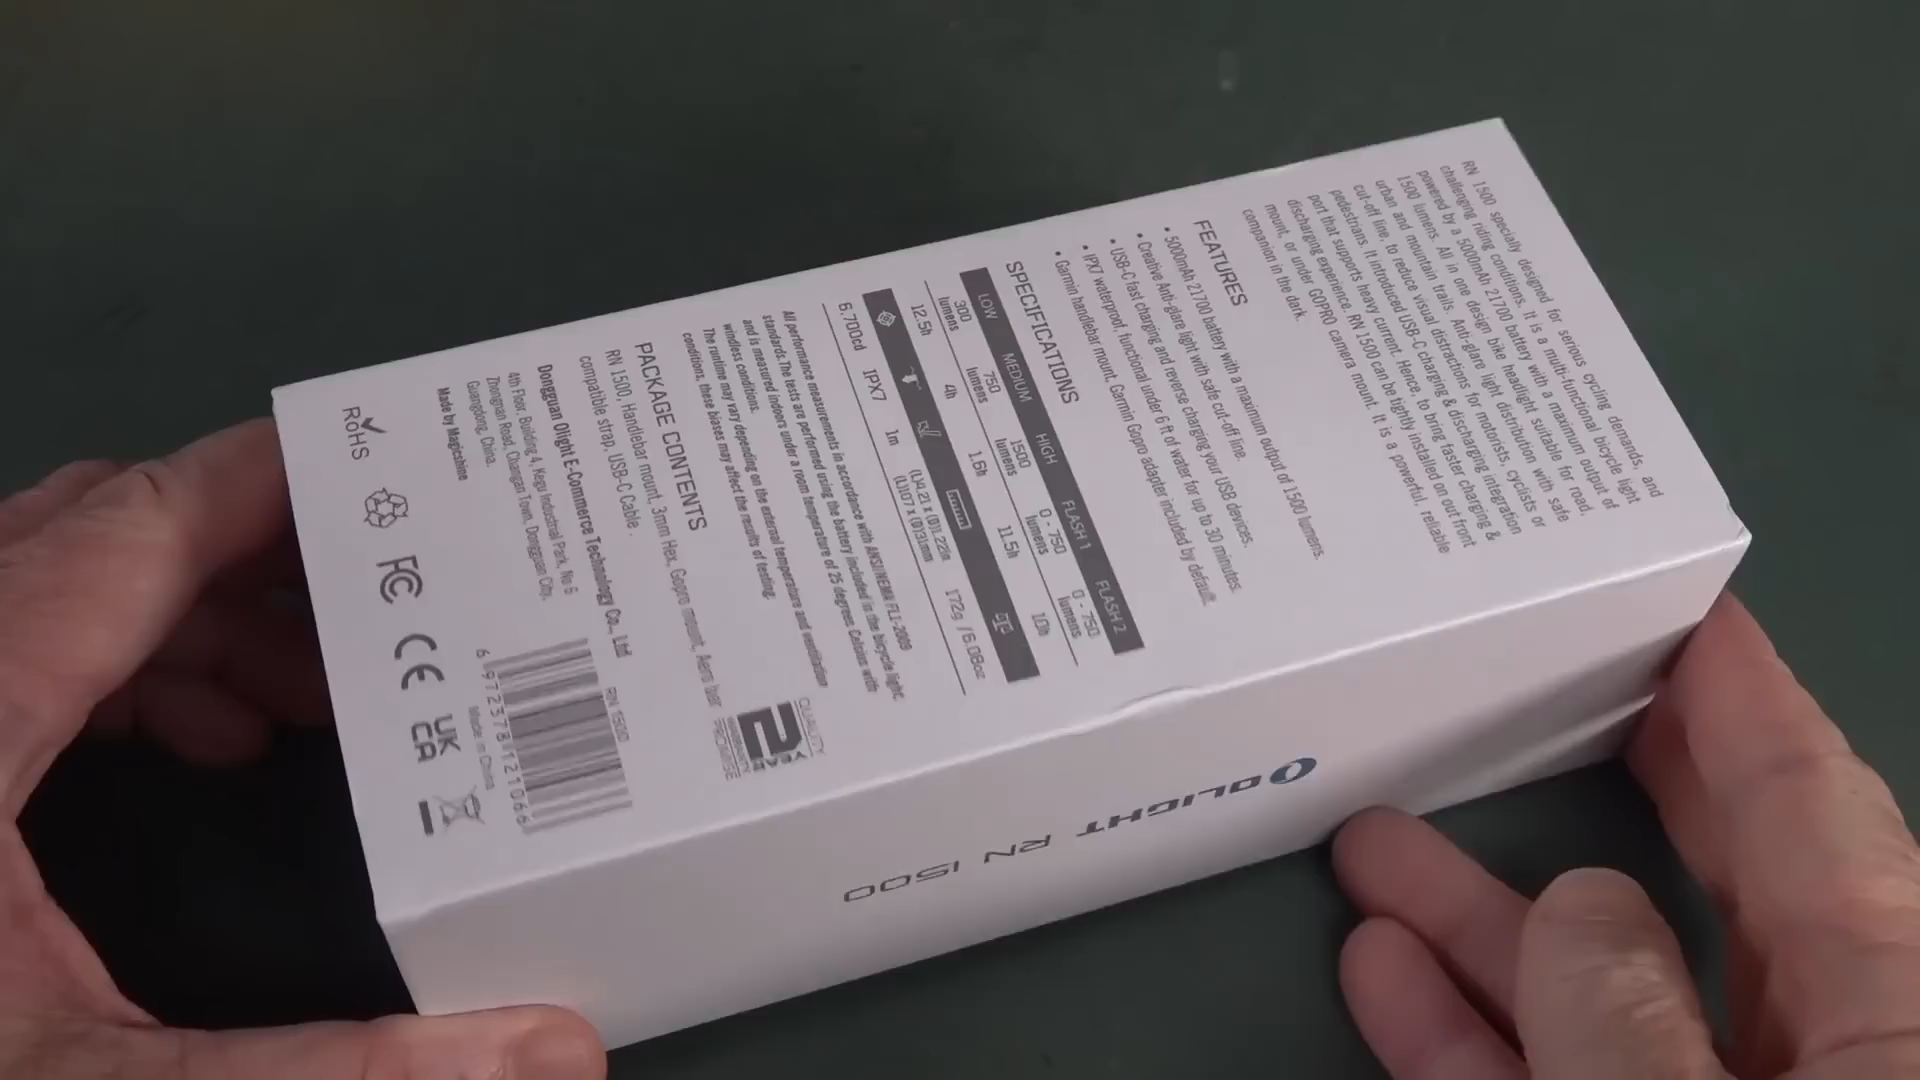 RN 1500 specially designed for serious cycling demands, and
challenging riding conditions. It is a multi-functional bicycle light
powered by a 5000mAh 21700 battery with a maximum output of
1500 lumens. All in one design bike headlight suitable for road,
urban and mountain trails. Anti-glare light distribution with safe
cut-off line, to reduce visual distractions for motorists, cyclists or
pedestrians. It introduced USB-C charging & discharging integration
port that supports heavy current. Hence, to bring faster charging &
discharging experience. RN 1500 can be tightly installed on out front
mount, or under GOPRO camera mount. It is a powerful, reliable
companion in the dark.
FEATURES
• 5000mAh 21700 battery with a maximum output of 1500 lumens.
• Creative Anti-glare light with safe cut-off line.
• USB-C fast charging and reverse charging your USB devices.
• IPX7 waterproof, functional under 6 ft of water for up to 30 minutes.
• Garmin handlebar mount, Garmin Gopro adapter included by default.
SPECIFICATIONS
LOW MEDIUM HIGH FLASH 1 FLASH 2
300 lumens 750 lumens 1500 lumens 0 - 750 lumens 0 - 750 lumens
12.5h 4h 1.5h 11.5h 10h
6,700cd IPX7 1m (L)4.21 x (D)1.22in 172g / 6.08oz
(L)107 x (D)31mm
All performance measurements in accordance with ANSI/NEMA FL1-2009
standards. The tests are performed using the battery included in the bicycle light,
and is measured indoors under a room temperature of 25 degrees Celsius with
windless conditions.
The runtime may vary depending on the external temperature and ventilation
conditions, these biases may affect the results of testing.
PACKAGE CONTENTS
RN 1500, Handlebar mount, 3mm Hex, Gopro mount, Aero bar
compatible strap, USB-C Cable.
QUALITY
WARRANTY
PROMISE
Dongguan Olight E-Commerce Technology Co., Ltd
4th Floor, Building 4, Kegu Industrial Park, No 6
Zhongnan Road, Changan Town, Dongguan City,
Guangdong, China.
Made by Magicshine
RN 1500
6972378121066
Made in China
RoHS
FC
CE
UK
CA
OLIGHT RN 1500